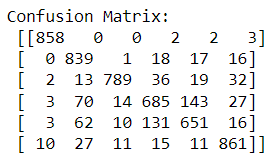 Confusion Matrix:
[[858 0 0 2 2 3]
[ 0 839 1 18 17 16]
[ 2 13 789 36 19 32]
[ 3 70 14 685 143 27]
[ 3 62 10 131 651 16]
[ 10 27 11 15 11 861]]